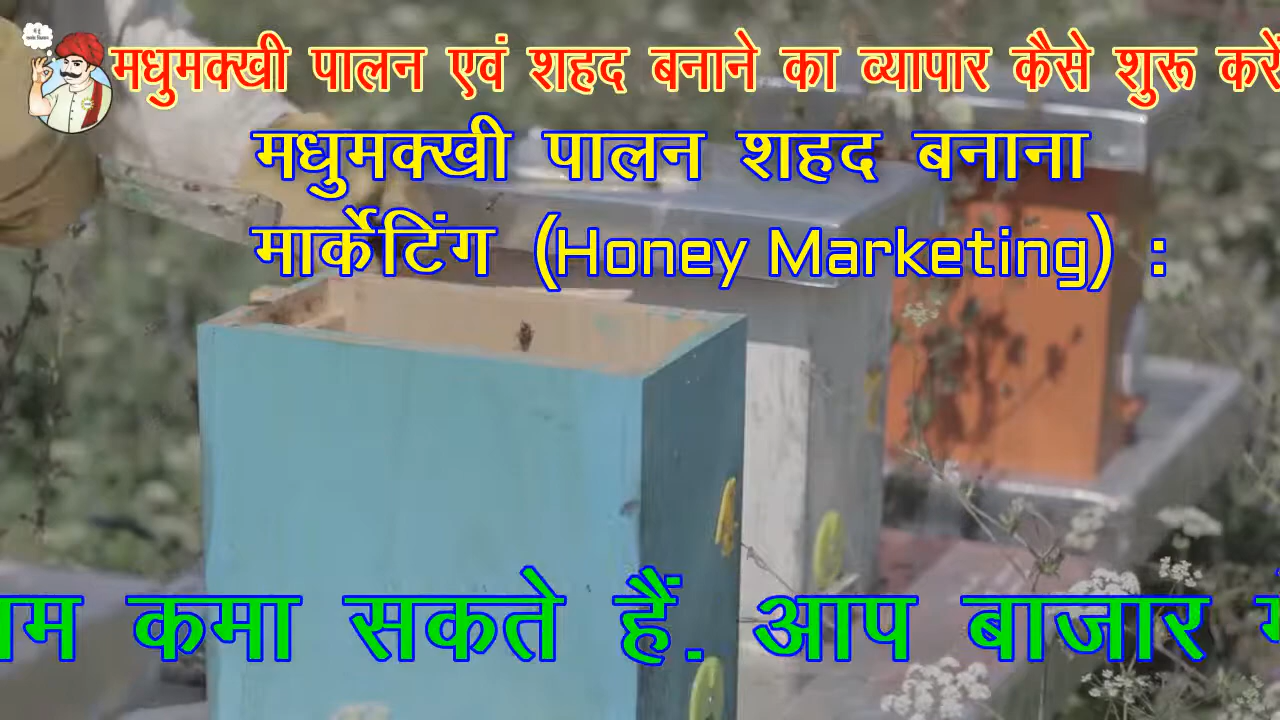 मधुमक्खी पालन एवं शहद बनाने का व्यापार कैसे शुरू करें
मधुमक्खी पालन शहद बनाना
मार्केटिंग (Honey Marketing) :
कमा सकते हैं. आप बाजार